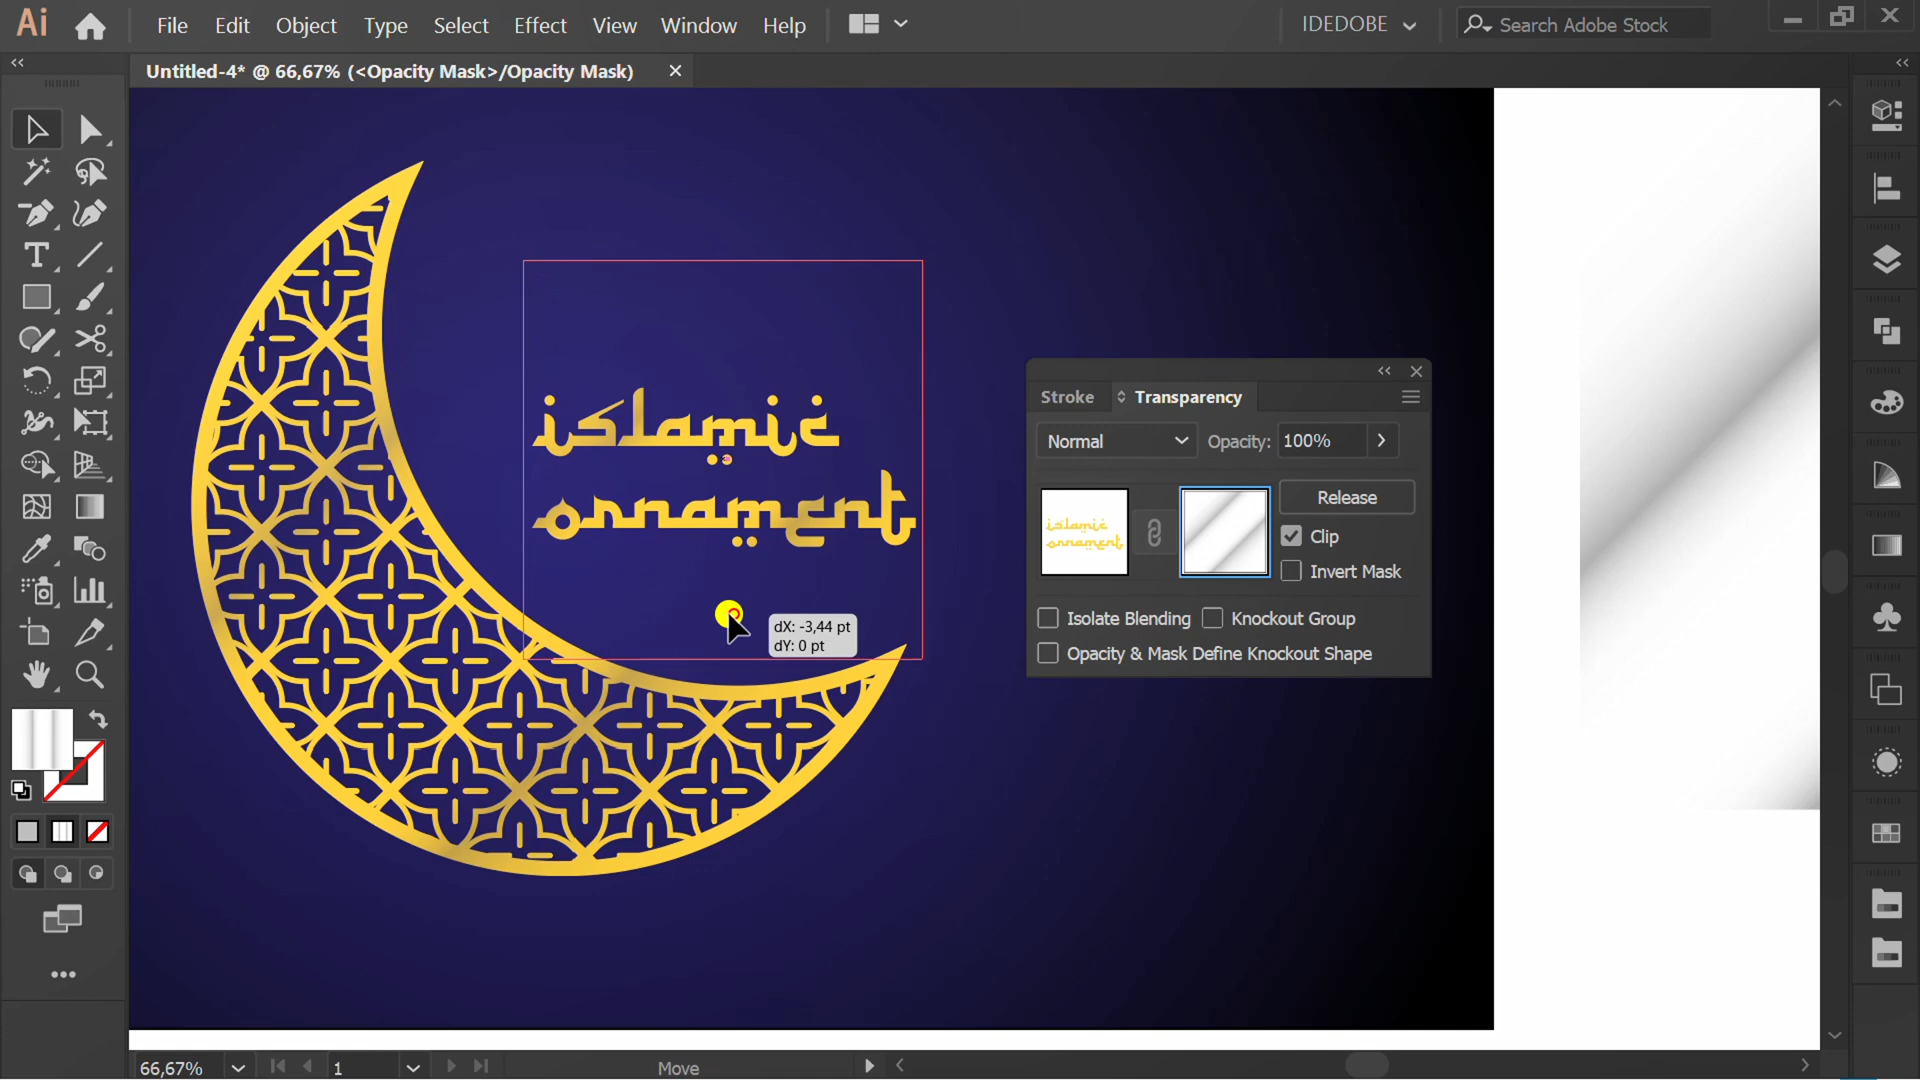 Ai
File Edit Object Type Select Effect View Window Help
IDEDOBE
Search Adobe Stock
Untitled-4* @ 66,67% (<Opacity Mask>/Opacity Mask)
islamic
ornament
dX: -3,44 pt
dY: 0 pt
Stroke Transparency
Normal
Opacity: 100%
islamic
ornament
Release
Clip
Invert Mask
Isolate Blending
Knockout Group
Opacity & Mask Define Knockout Shape
T
66,67%
1
Move